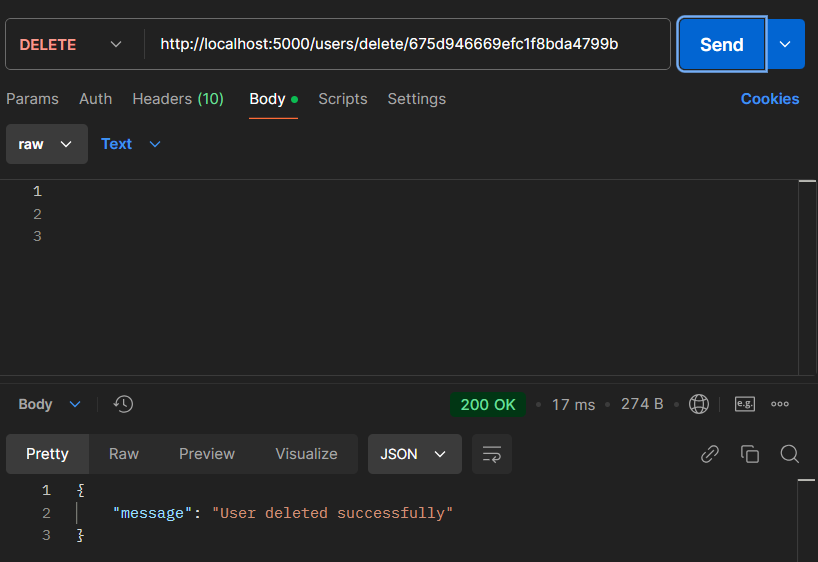 DELETE http://localhost:5000/users/delete/675d946669efc1f8bda4799b Send
Params Auth Headers (10) Body Scripts Settings Cookies
raw Text
1
2
3
Body 200 OK 17 ms 274 B e.g.
Pretty Raw Preview Visualize JSON
1 {
2 "message": "User deleted successfully"
3 }